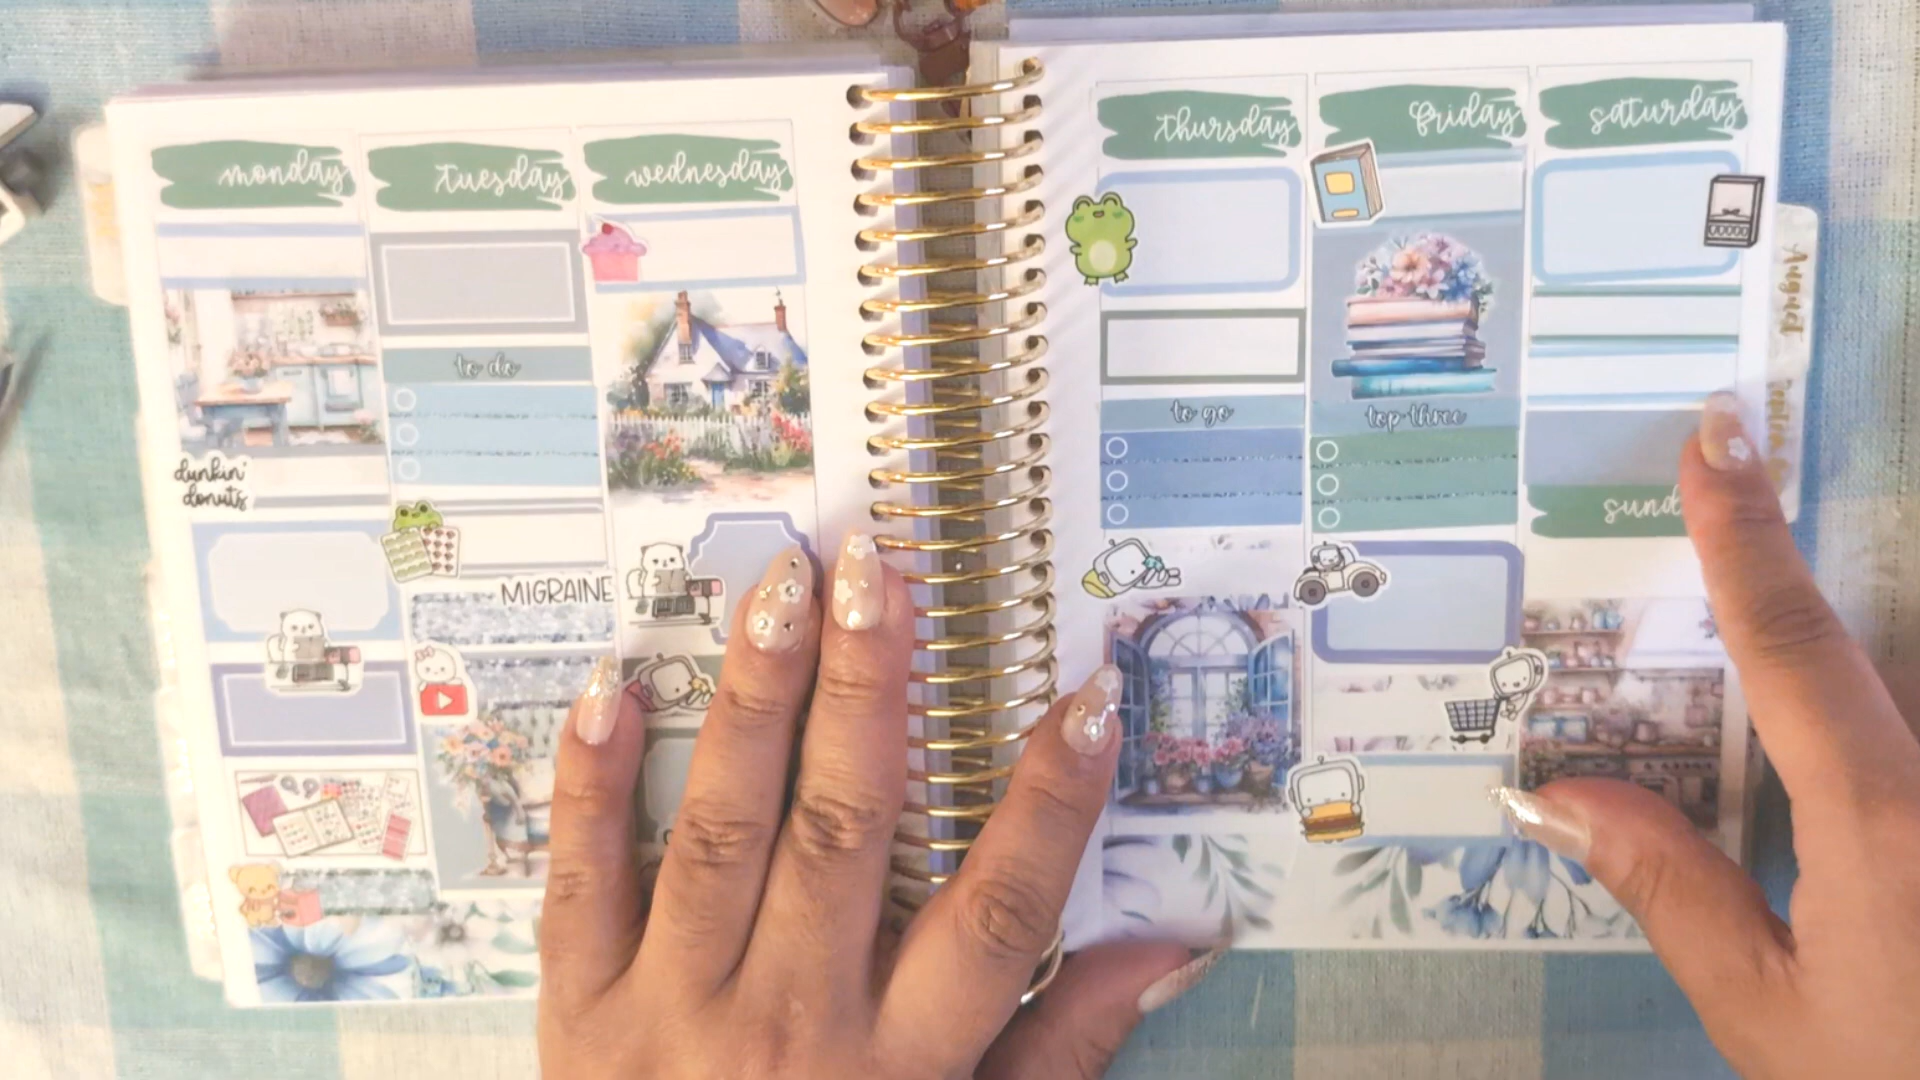 monday
tuesday
wednesday
thursday
friday
saturday
to do
dunkin'
donuts
MIGRAINE
to go
top three
sund
August